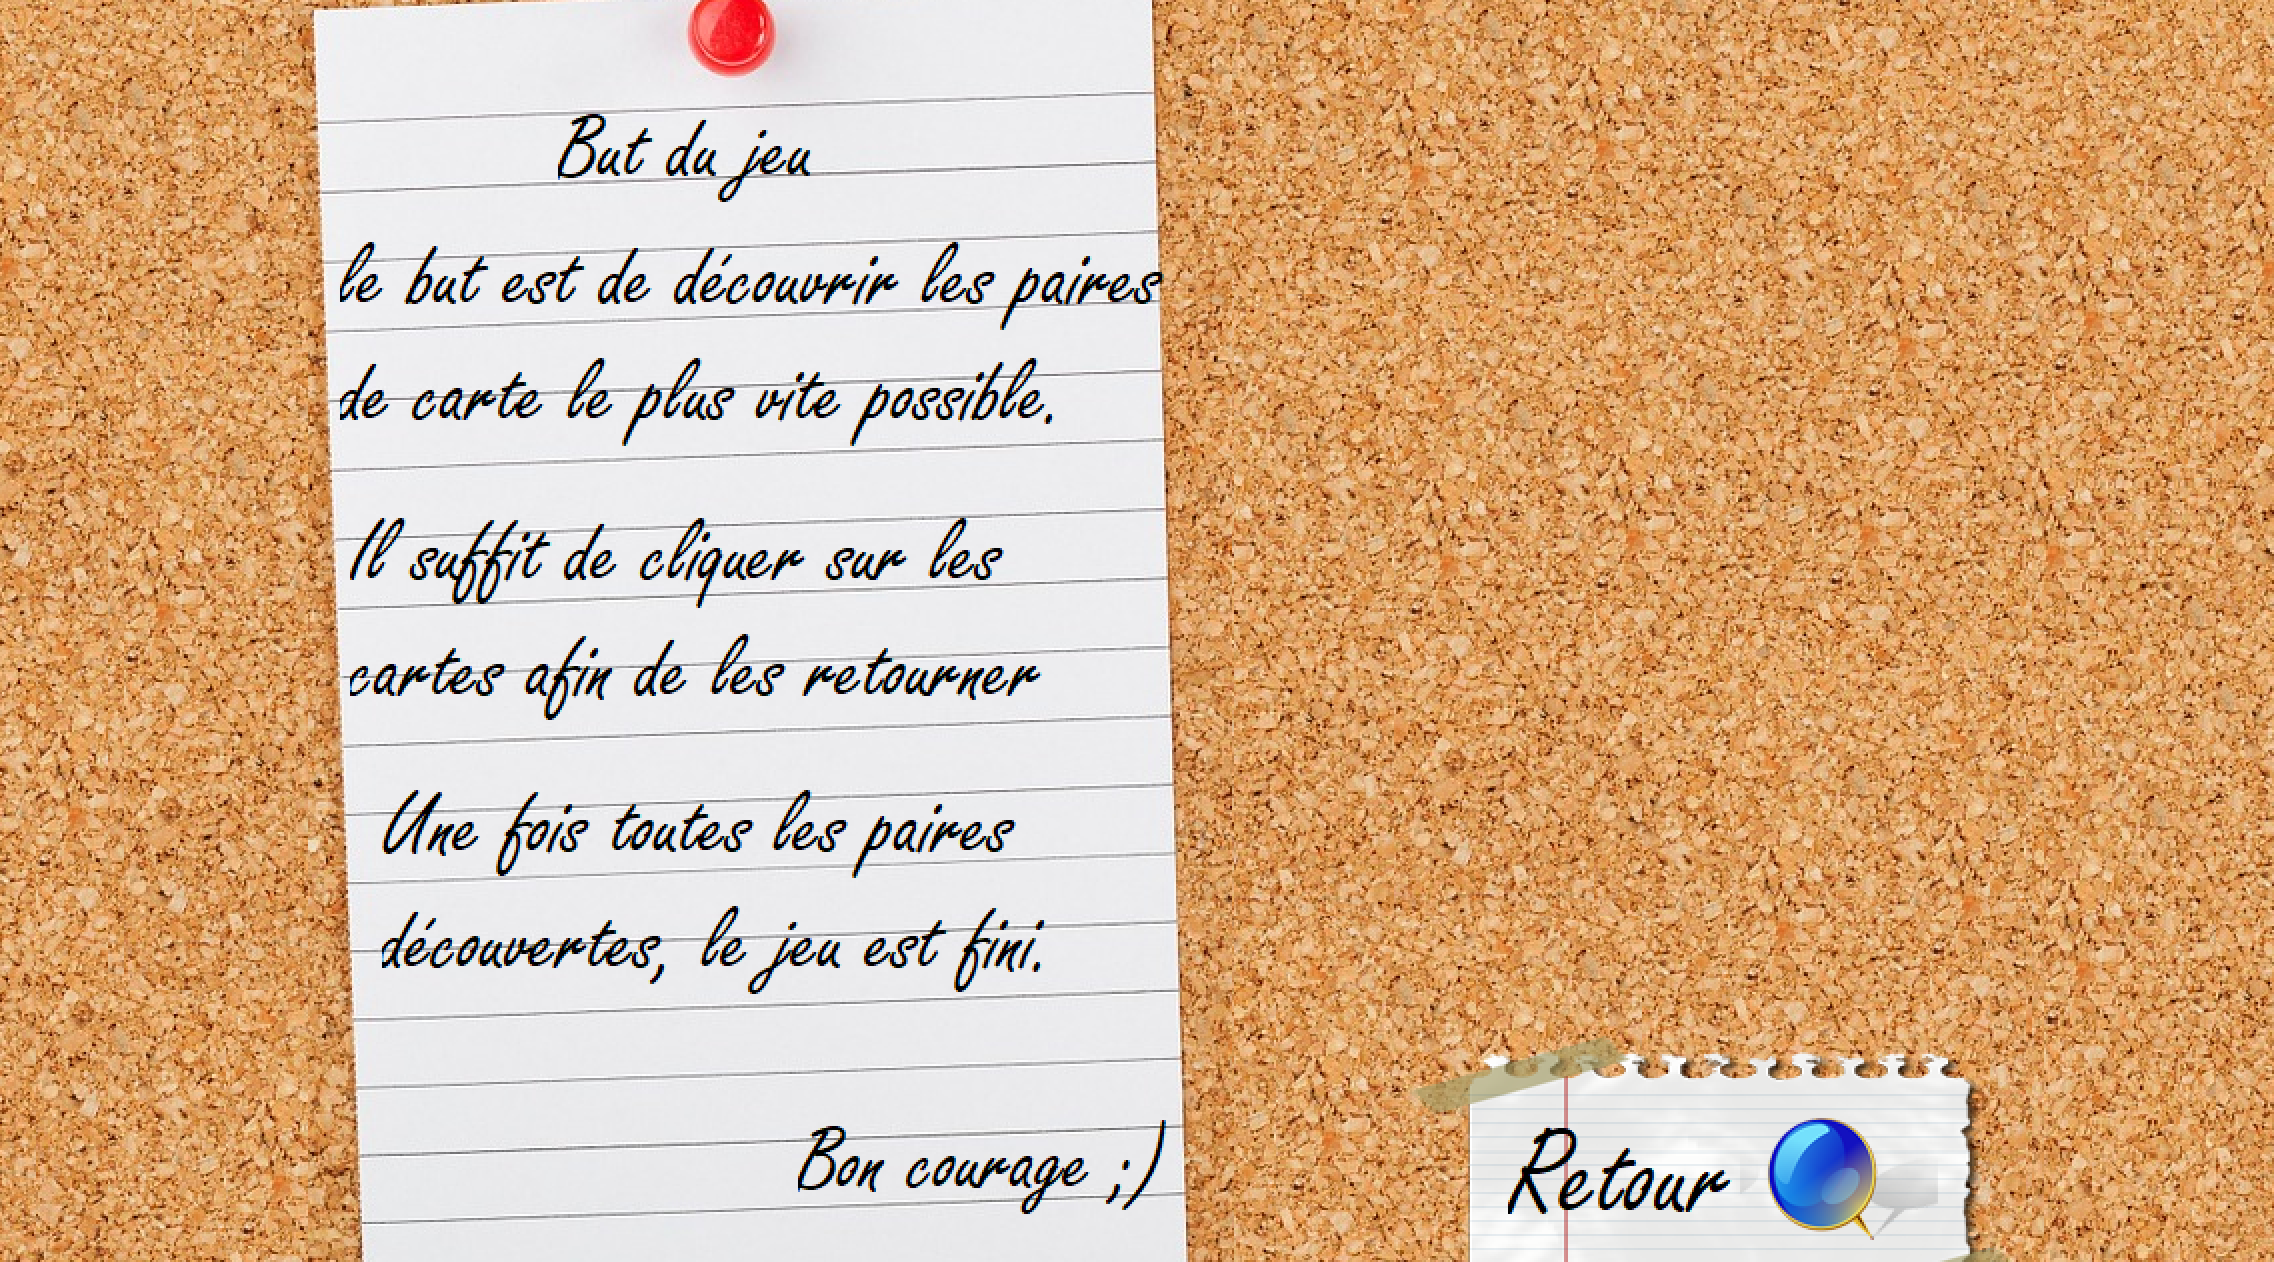 But du jeu
le but est de découvrir les paires
de carte le plus vite possible.
Il suffit de cliquer sur les
cartes afin de les retourner
Une fois toutes les paires
découvertes, le jeu est fini.
Bon courage ;)
Retour